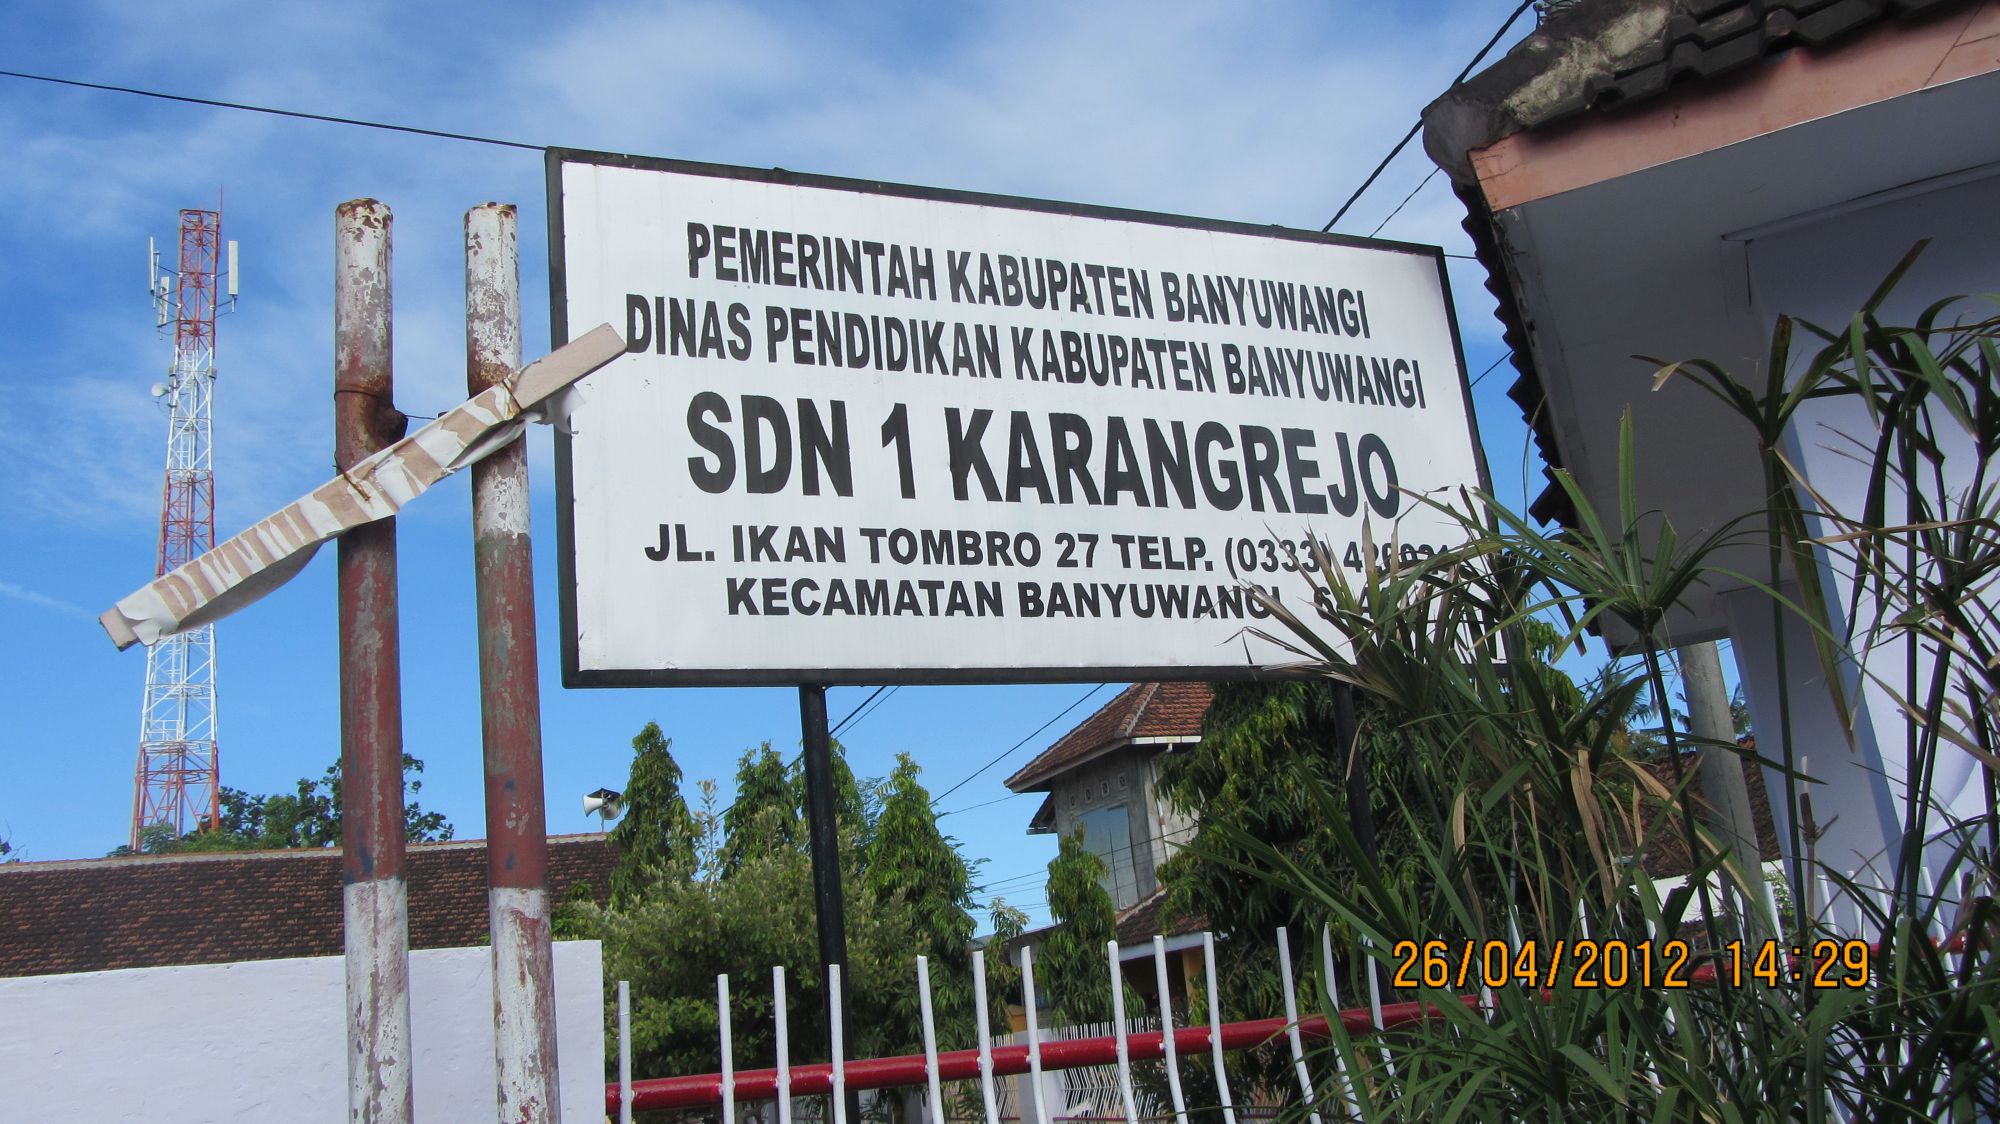 PEMERINTAH KABUPATEN BANYUWANGI
DINAS PENDIDIKAN KABUPATEN BANYUWANGI
SDN 1 KARANGREJO
JL. IKAN TOMBRO 27 TELP. (0333)
KECAMATAN BANYUWANGI
26/04/2012 14:29